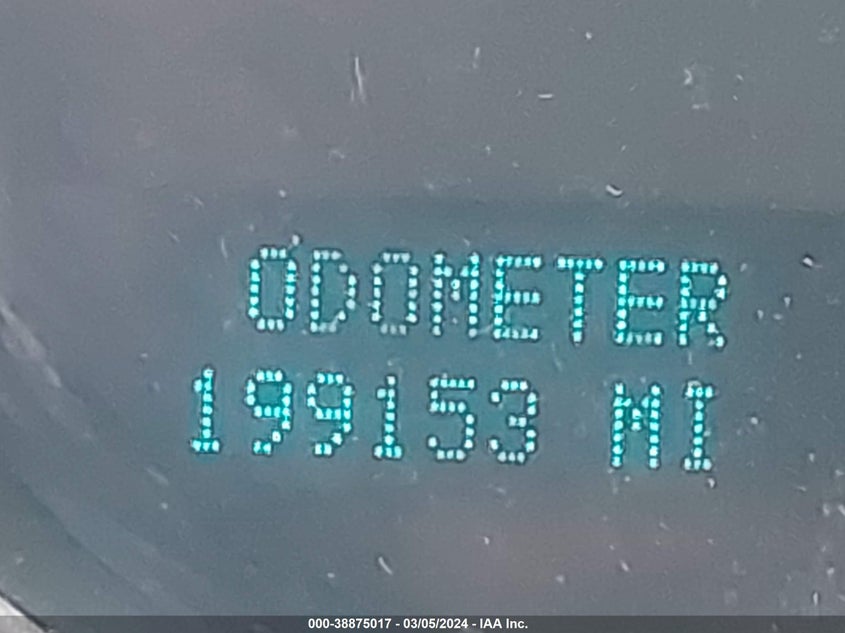 ODOMETER
199153 MI
000-38875017 - 03/05/2024 - IAA Inc.